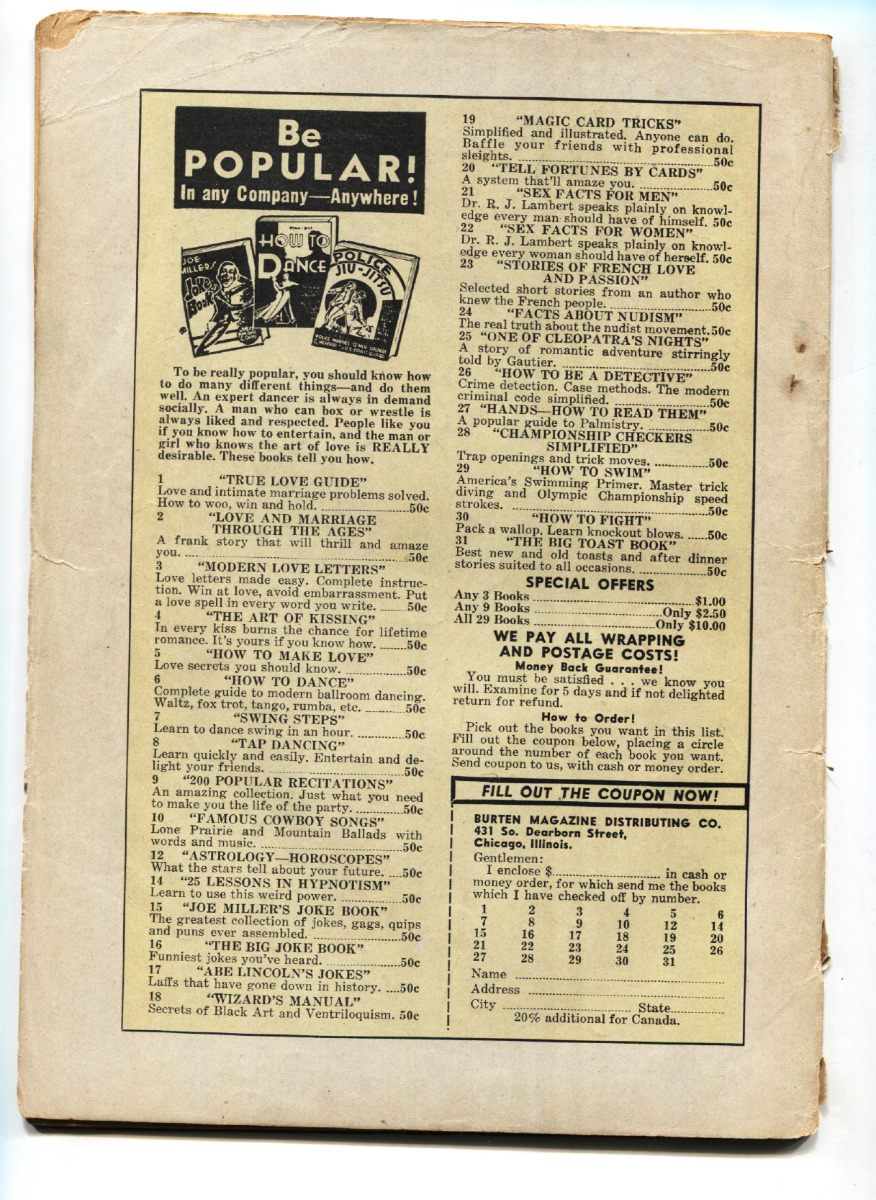 Be
POPULAR!
In any Company—Anywhere!
JOE
MILLER'S
Joke
Book
HOW TO
DANCE
POLICE
JIU-JITSU
To be really popular, you should know how
to do many different things—and do them
well. An expert dancer is always in demand
socially. A man who can box or wrestle is
always liked and respected. People like you
if you know how to entertain, and the man or
girl who knows the art of love is REALLY
desirable. These books tell you how.
1 "TRUE LOVE GUIDE"
Love and intimate marriage problems solved.
How to woo, win and hold. ..........50c
2 "LOVE AND MARRIAGE
THROUGH THE AGES"
A frank story that will thrill and amaze
you. ..........50c
3 "MODERN LOVE LETTERS"
Love letters made easy. Complete instruc-
tion. Win at love, avoid embarrassment. Put
a love spell in every word you write. ..... 50c
4 "THE ART OF KISSING"
In every kiss burns the chance for lifetime
romance. It's yours if you know how. ......50c
5 "HOW TO MAKE LOVE"
Love secrets you should know. ..........50c
6 "HOW TO DANCE"
Complete guide to modern ballroom dancing.
Waltz, fox trot, tango, rumba, etc. ........50c
7 "SWING STEPS"
Learn to dance swing in an hour. ..........50c
8 "TAP DANCING"
Learn quickly and easily. Entertain and de-
light your friends. ..........50c
9 "200 POPULAR RECITATIONS"
An amazing collection. Just what you need
to make you the life of the party. ..........50c
10 "FAMOUS COWBOY SONGS"
Lone Prairie and Mountain Ballads with
words and music. ..........50c
12 "ASTROLOGY—HOROSCOPES"
What the stars tell about your future. ....50c
14 "25 LESSONS IN HYPNOTISM"
Learn to use this weird power. ..........50c
15 "JOE MILLER'S JOKE BOOK"
The greatest collection of jokes, gags, quips
and puns ever assembled. ..........50c
16 "THE BIG JOKE BOOK"
Funniest jokes you've heard. ..........50c
17 "ABE LINCOLN'S JOKES"
Laffs that have gone down in history. ....50c
18 "WIZARD'S MANUAL"
Secrets of Black Art and Ventriloquism. 50c
19 "MAGIC CARD TRICKS"
Simplified and illustrated. Anyone can do.
Baffle your friends with professional
sleights. ..........50c
20 "TELL FORTUNES BY CARDS"
A system that'll amaze you. ..........50c
21 "SEX FACTS FOR MEN"
Dr. R. J. Lambert speaks plainly on knowl-
edge every man should have of himself. 50c
22 "SEX FACTS FOR WOMEN"
Dr. R. J. Lambert speaks plainly on knowl-
edge every woman should have of herself. 50c
23 "STORIES OF FRENCH LOVE
AND PASSION"
Selected short stories from an author who
knew the French people. ..........50c
24 "FACTS ABOUT NUDISM"
The real truth about the nudist movement.50c
25 "ONE OF CLEOPATRA'S NIGHTS"
A story of romantic adventure stirringly
told by Gautier. ..........50c
26 "HOW TO BE A DETECTIVE"
Crime detection. Case methods. The modern
criminal code simplified. ..........50c
27 "HANDS—HOW TO READ THEM"
A popular guide to Palmistry. ..........50c
28 "CHAMPIONSHIP CHECKERS
SIMPLIFIED"
Trap openings and trick moves. ..........50c
29 "HOW TO SWIM"
America's Swimming Primer. Master trick
diving and Olympic Championship speed
strokes. ..........50c
30 "HOW TO FIGHT"
Pack a wallop. Learn knockout blows. .....50c
31 "THE BIG TOAST BOOK"
Best new and old toasts and after dinner
stories suited to all occasions. ..........50c
SPECIAL OFFERS
Any 3 Books ..........$1.00
Any 9 Books ..........Only $2.50
All 29 Books ..........Only $10.00
WE PAY ALL WRAPPING
AND POSTAGE COSTS!
Money Back Guarantee!
You must be satisfied . . . we know you
will. Examine for 5 days and if not delighted
return for refund.
How to Order!
Pick out the books you want in this list.
Fill out the coupon below, placing a circle
around the number of each book you want.
Send coupon to us, with cash or money order.
FILL OUT THE COUPON NOW!
BURTEN MAGAZINE DISTRIBUTING CO.
431 So. Dearborn Street,
Chicago, Illinois.
Gentlemen:
I enclose $.......... in cash or
money order, for which send me the books
which I have checked off by number.
1 2 3 4 5 6
7 8 9 10 12 14
15 16 17 18 19 20
21 22 23 24 25 26
27 28 29 30 31
Name ..........
Address ..........
City .......... State..........
20% additional for Canada.